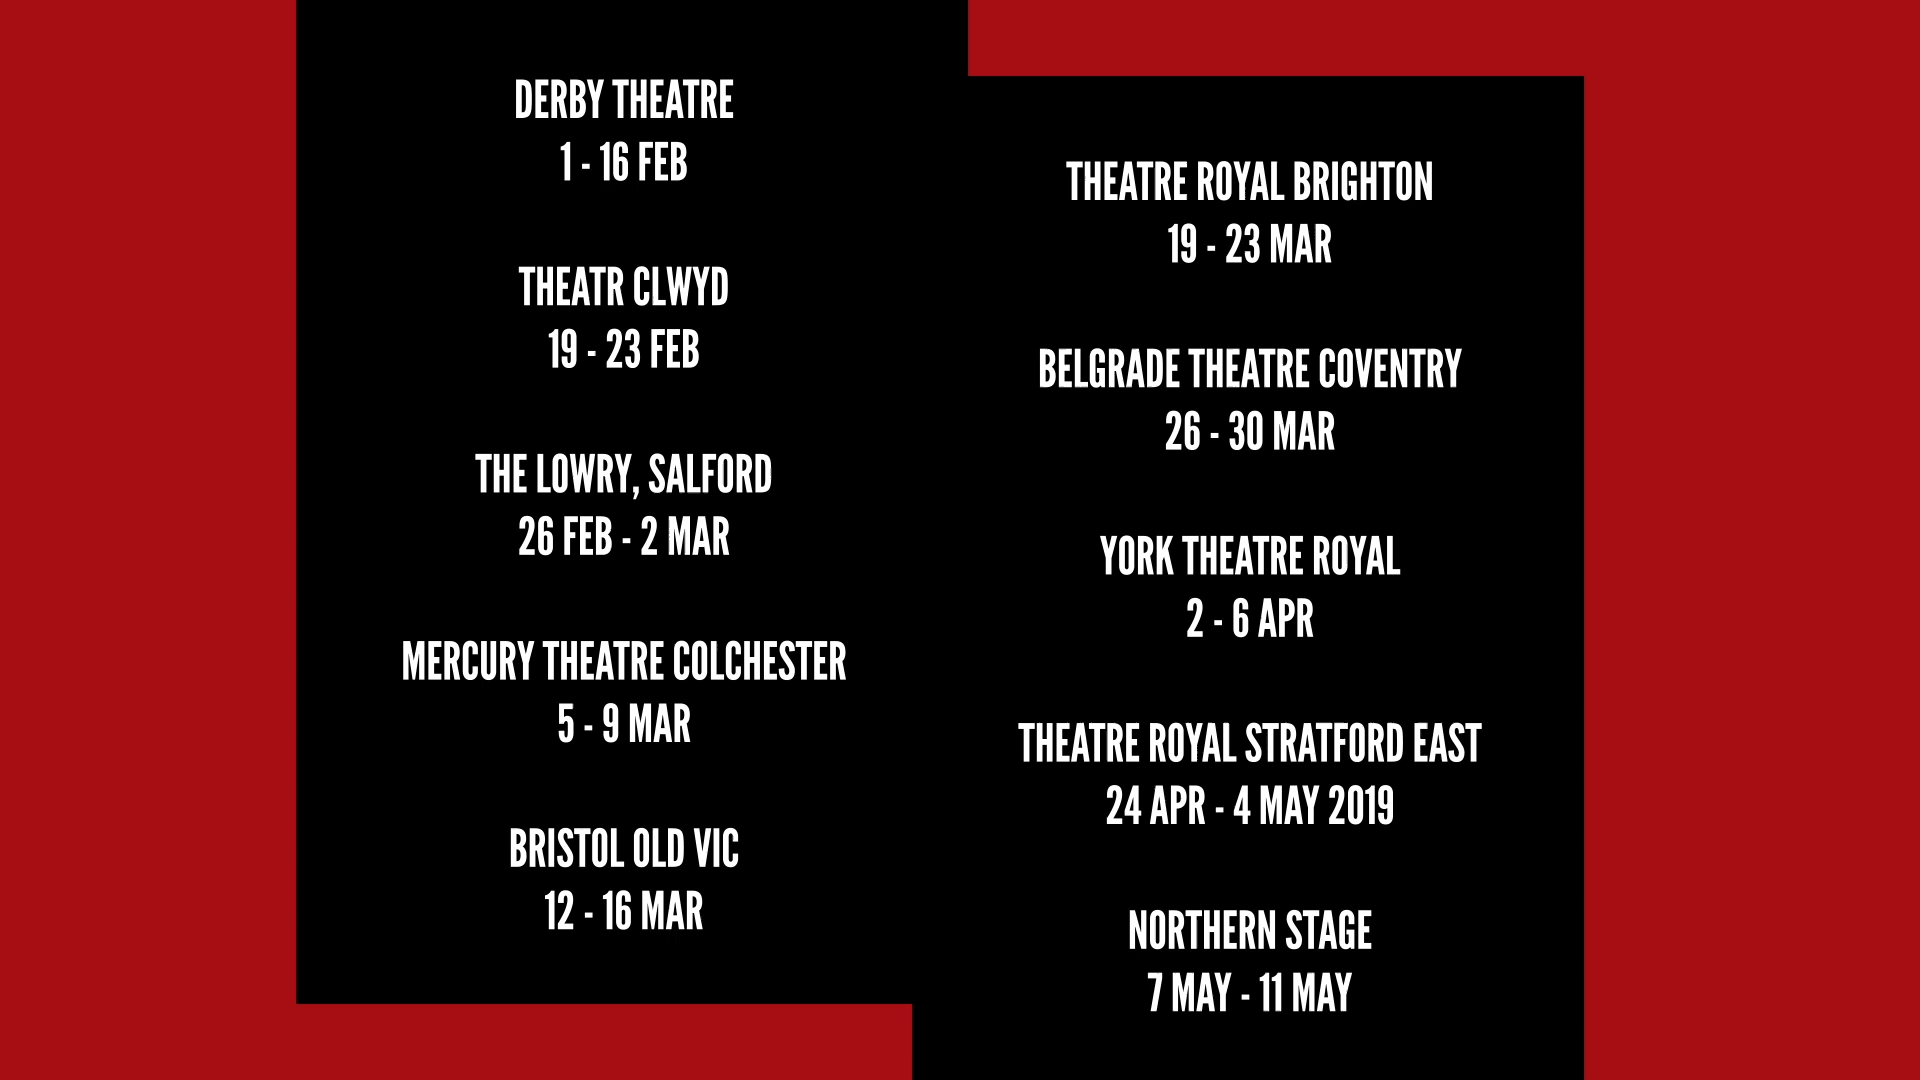 DERBY THEATRE
1 - 16 FEB
THEATR CLWYD
19 - 23 FEB
THE LOWRY, SALFORD
26 FEB - 2 MAR
MERCURY THEATRE COLCHESTER
5 - 9 MAR
BRISTOL OLD VIC
12 - 16 MAR
THEATRE ROYAL BRIGHTON
19 - 23 MAR
BELGRADE THEATRE COVENTRY
26 - 30 MAR
YORK THEATRE ROYAL
2 - 6 APR
THEATRE ROYAL STRATFORD EAST
24 APR - 4 MAY 2019
NORTHERN STAGE
7 MAY - 11 MAY